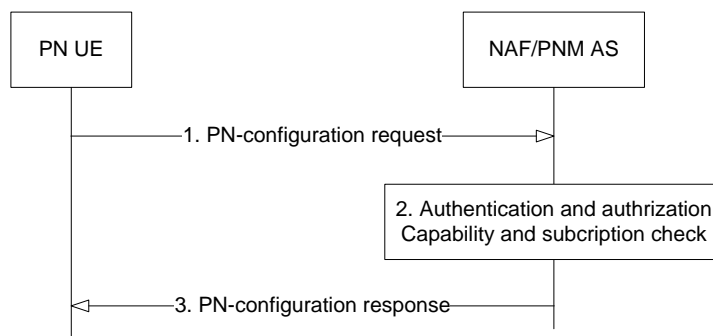 PN UE
NAF/PNM AS
1. PN-configuration request
2. Authentication and authrization
Capability and subcription check
3. PN-configuration response